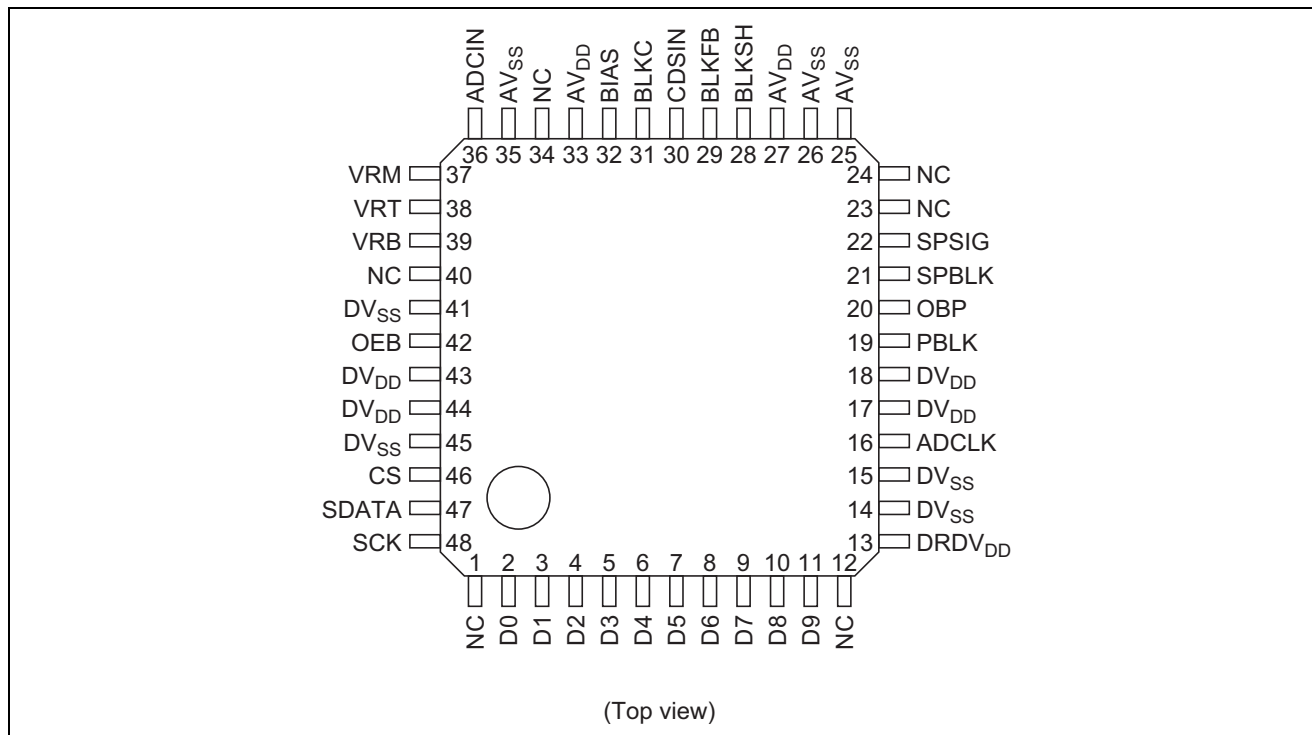 ADCIN AVSS NC AVDD BIAS BLKC CDSIN BLKFB BLKSH AVDD AVSS AVSS
36 35 34 33 32 31 30 29 28 27 26 25
VRM 37 24 NC
VRT 38 23 NC
VRB 39 22 SPSIG
NC 40 21 SPBLK
DVSS 41 20 OBP
OEB 42 19 PBLK
DVDD 43 18 DVDD
DVDD 44 17 DVDD
DVSS 45 16 ADCLK
CS 46 15 DVSS
SDATA 47 14 DVSS
SCK 48 13 DRDVDD
1 2 3 4 5 6 7 8 9 10 11 12
NC D0 D1 D2 D3 D4 D5 D6 D7 D8 D9 NC
(Top view)